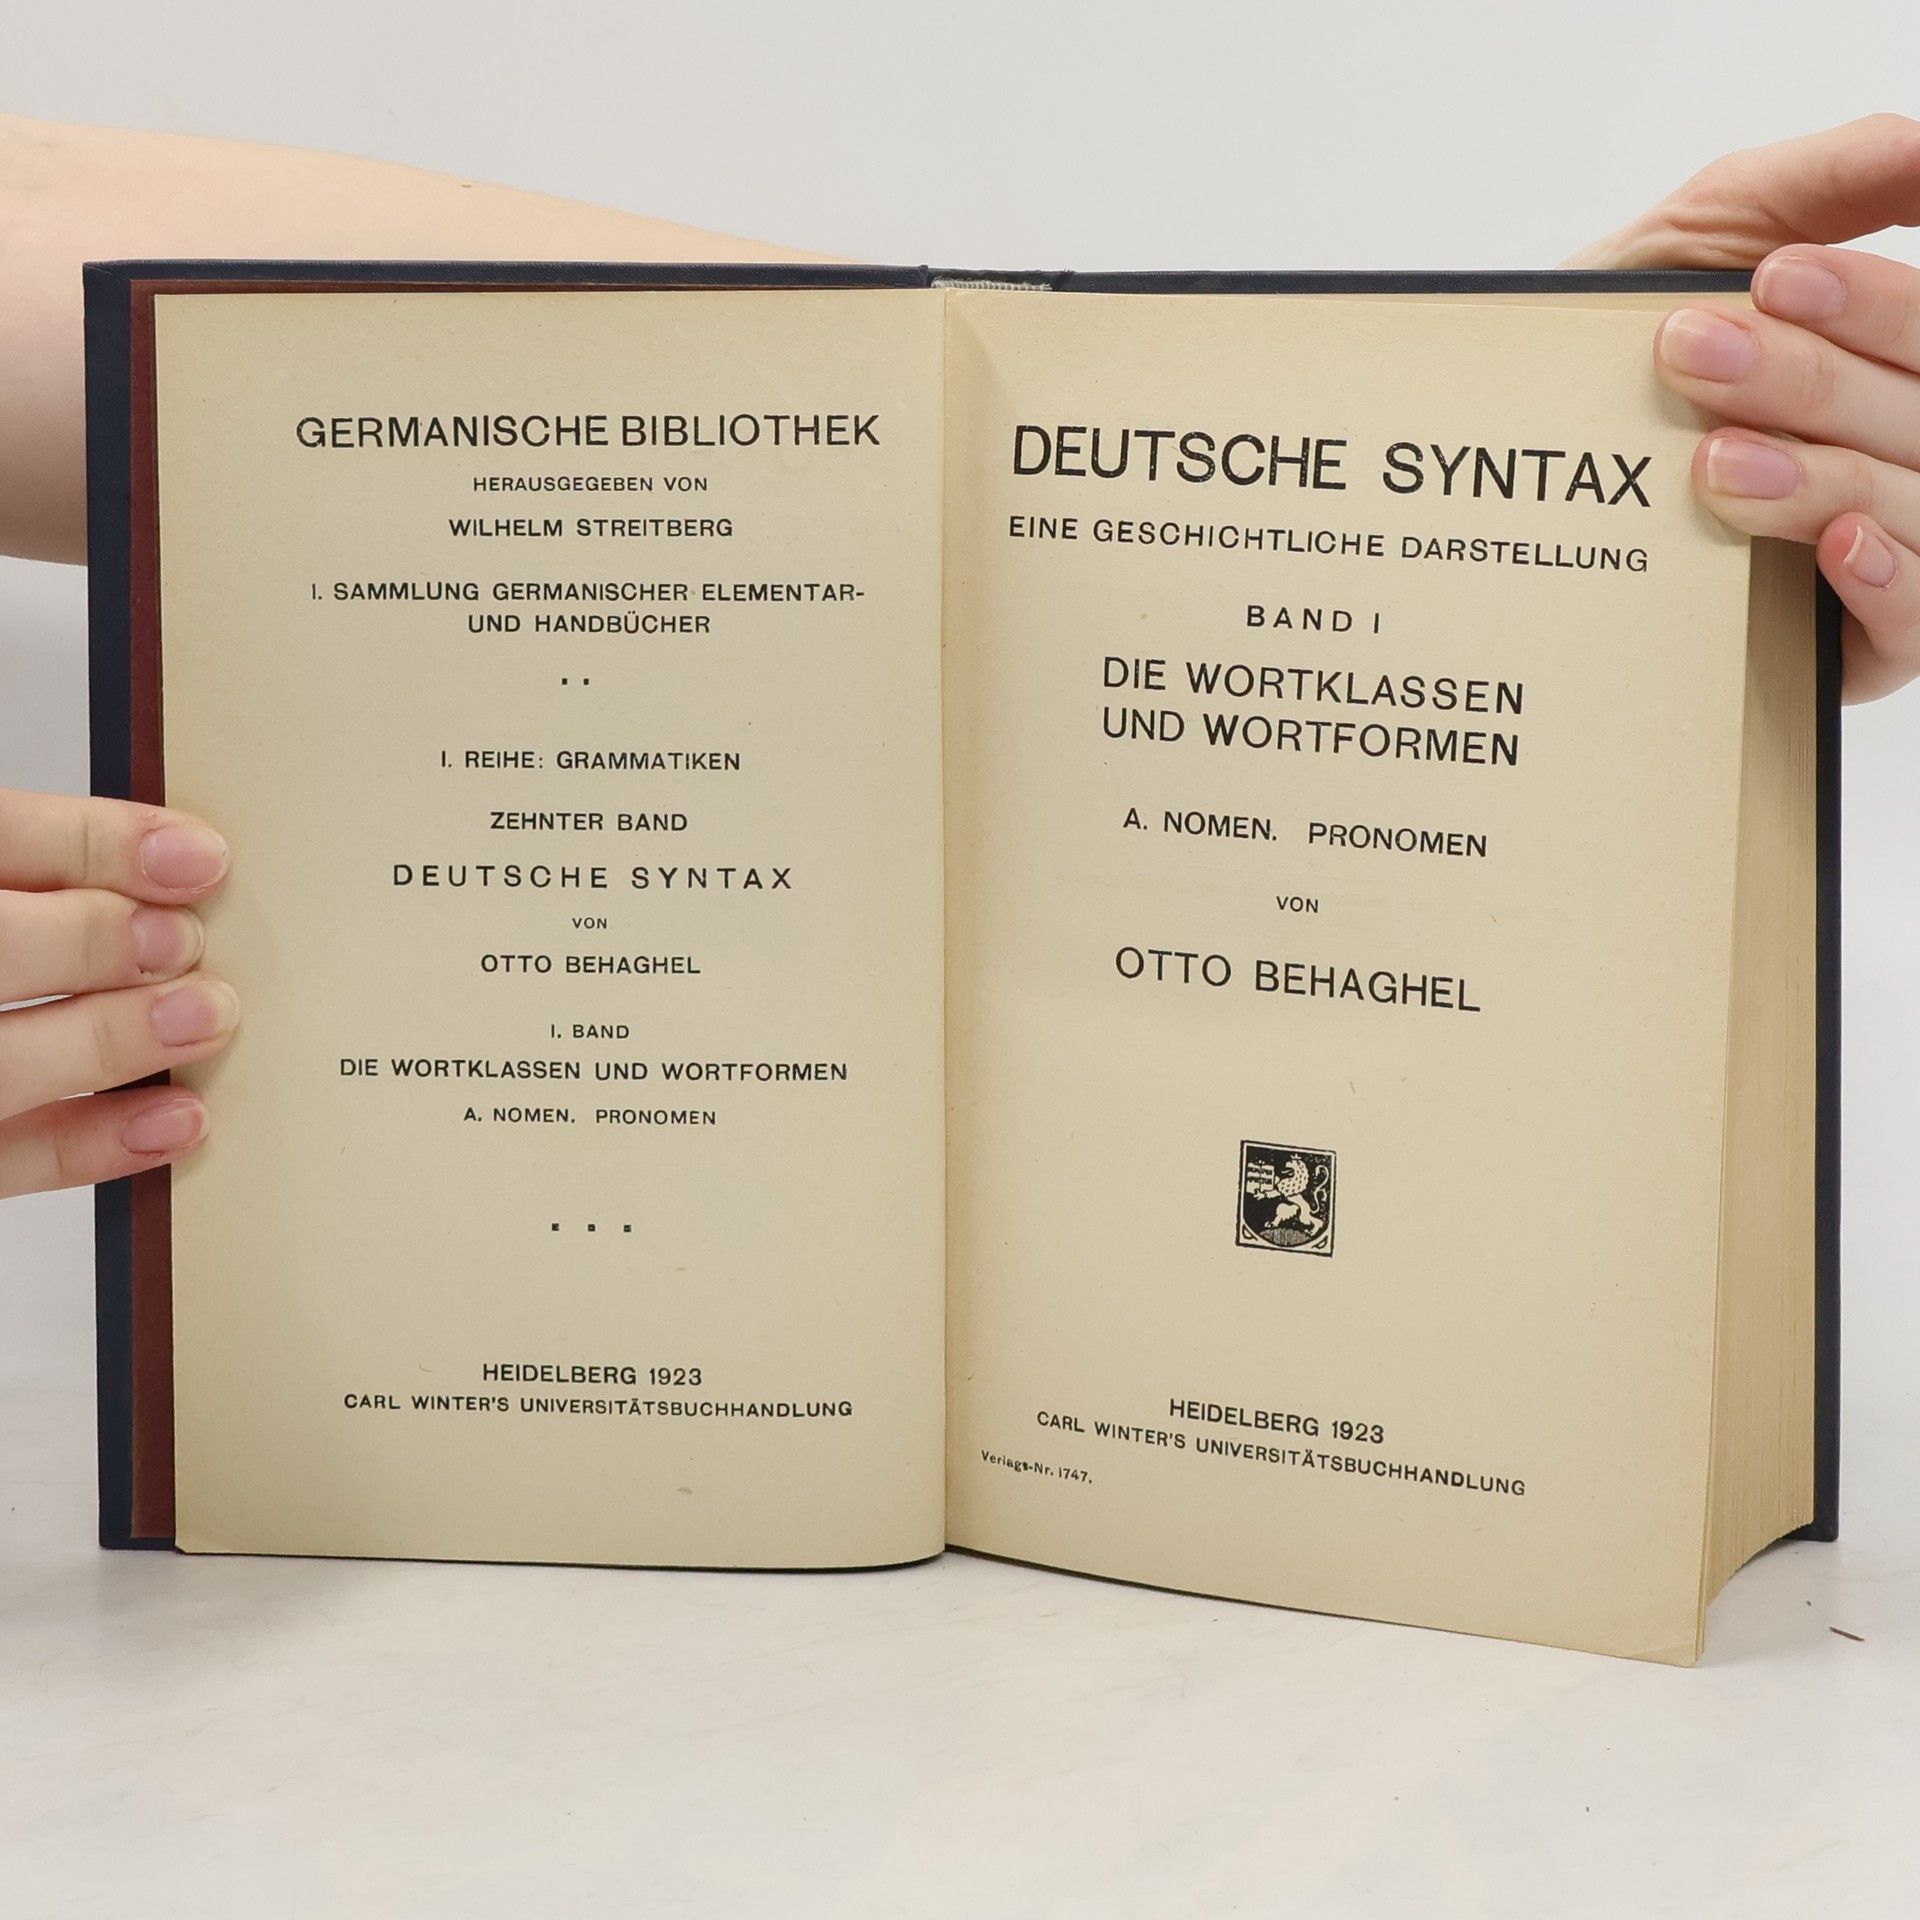 GERMANISCHE BIBLIOTHEK
HERAUSGEGEBEN VON
WILHELM STREITBERG
I. SAMMLUNG GERMANISCHER ELEMENTAR-
UND HANDBÜCHER
I. REIHE: GRAMMATIKEN
ZEHNTER BAND
DEUTSCHE SYNTAX
VON
OTTO BEHAGHEL
I. BAND
DIE WORTKLASSEN UND WORTFORMEN
A. NOMEN. PRONOMEN
HEIDELBERG 1923
CARL WINTER'S UNIVERSITÄTSBUCHHANDLUNG
DEUTSCHE SYNTAX
EINE GESCHICHTLICHE DARSTELLUNG
BAND I
DIE WORTKLASSEN
UND WORTFORMEN
A. NOMEN. PRONOMEN
VON
OTTO BEHAGHEL
HEIDELBERG 1923
CARL WINTER'S UNIVERSITÄTSBUCHHANDLUNG
Verlags-Nr. 1747.